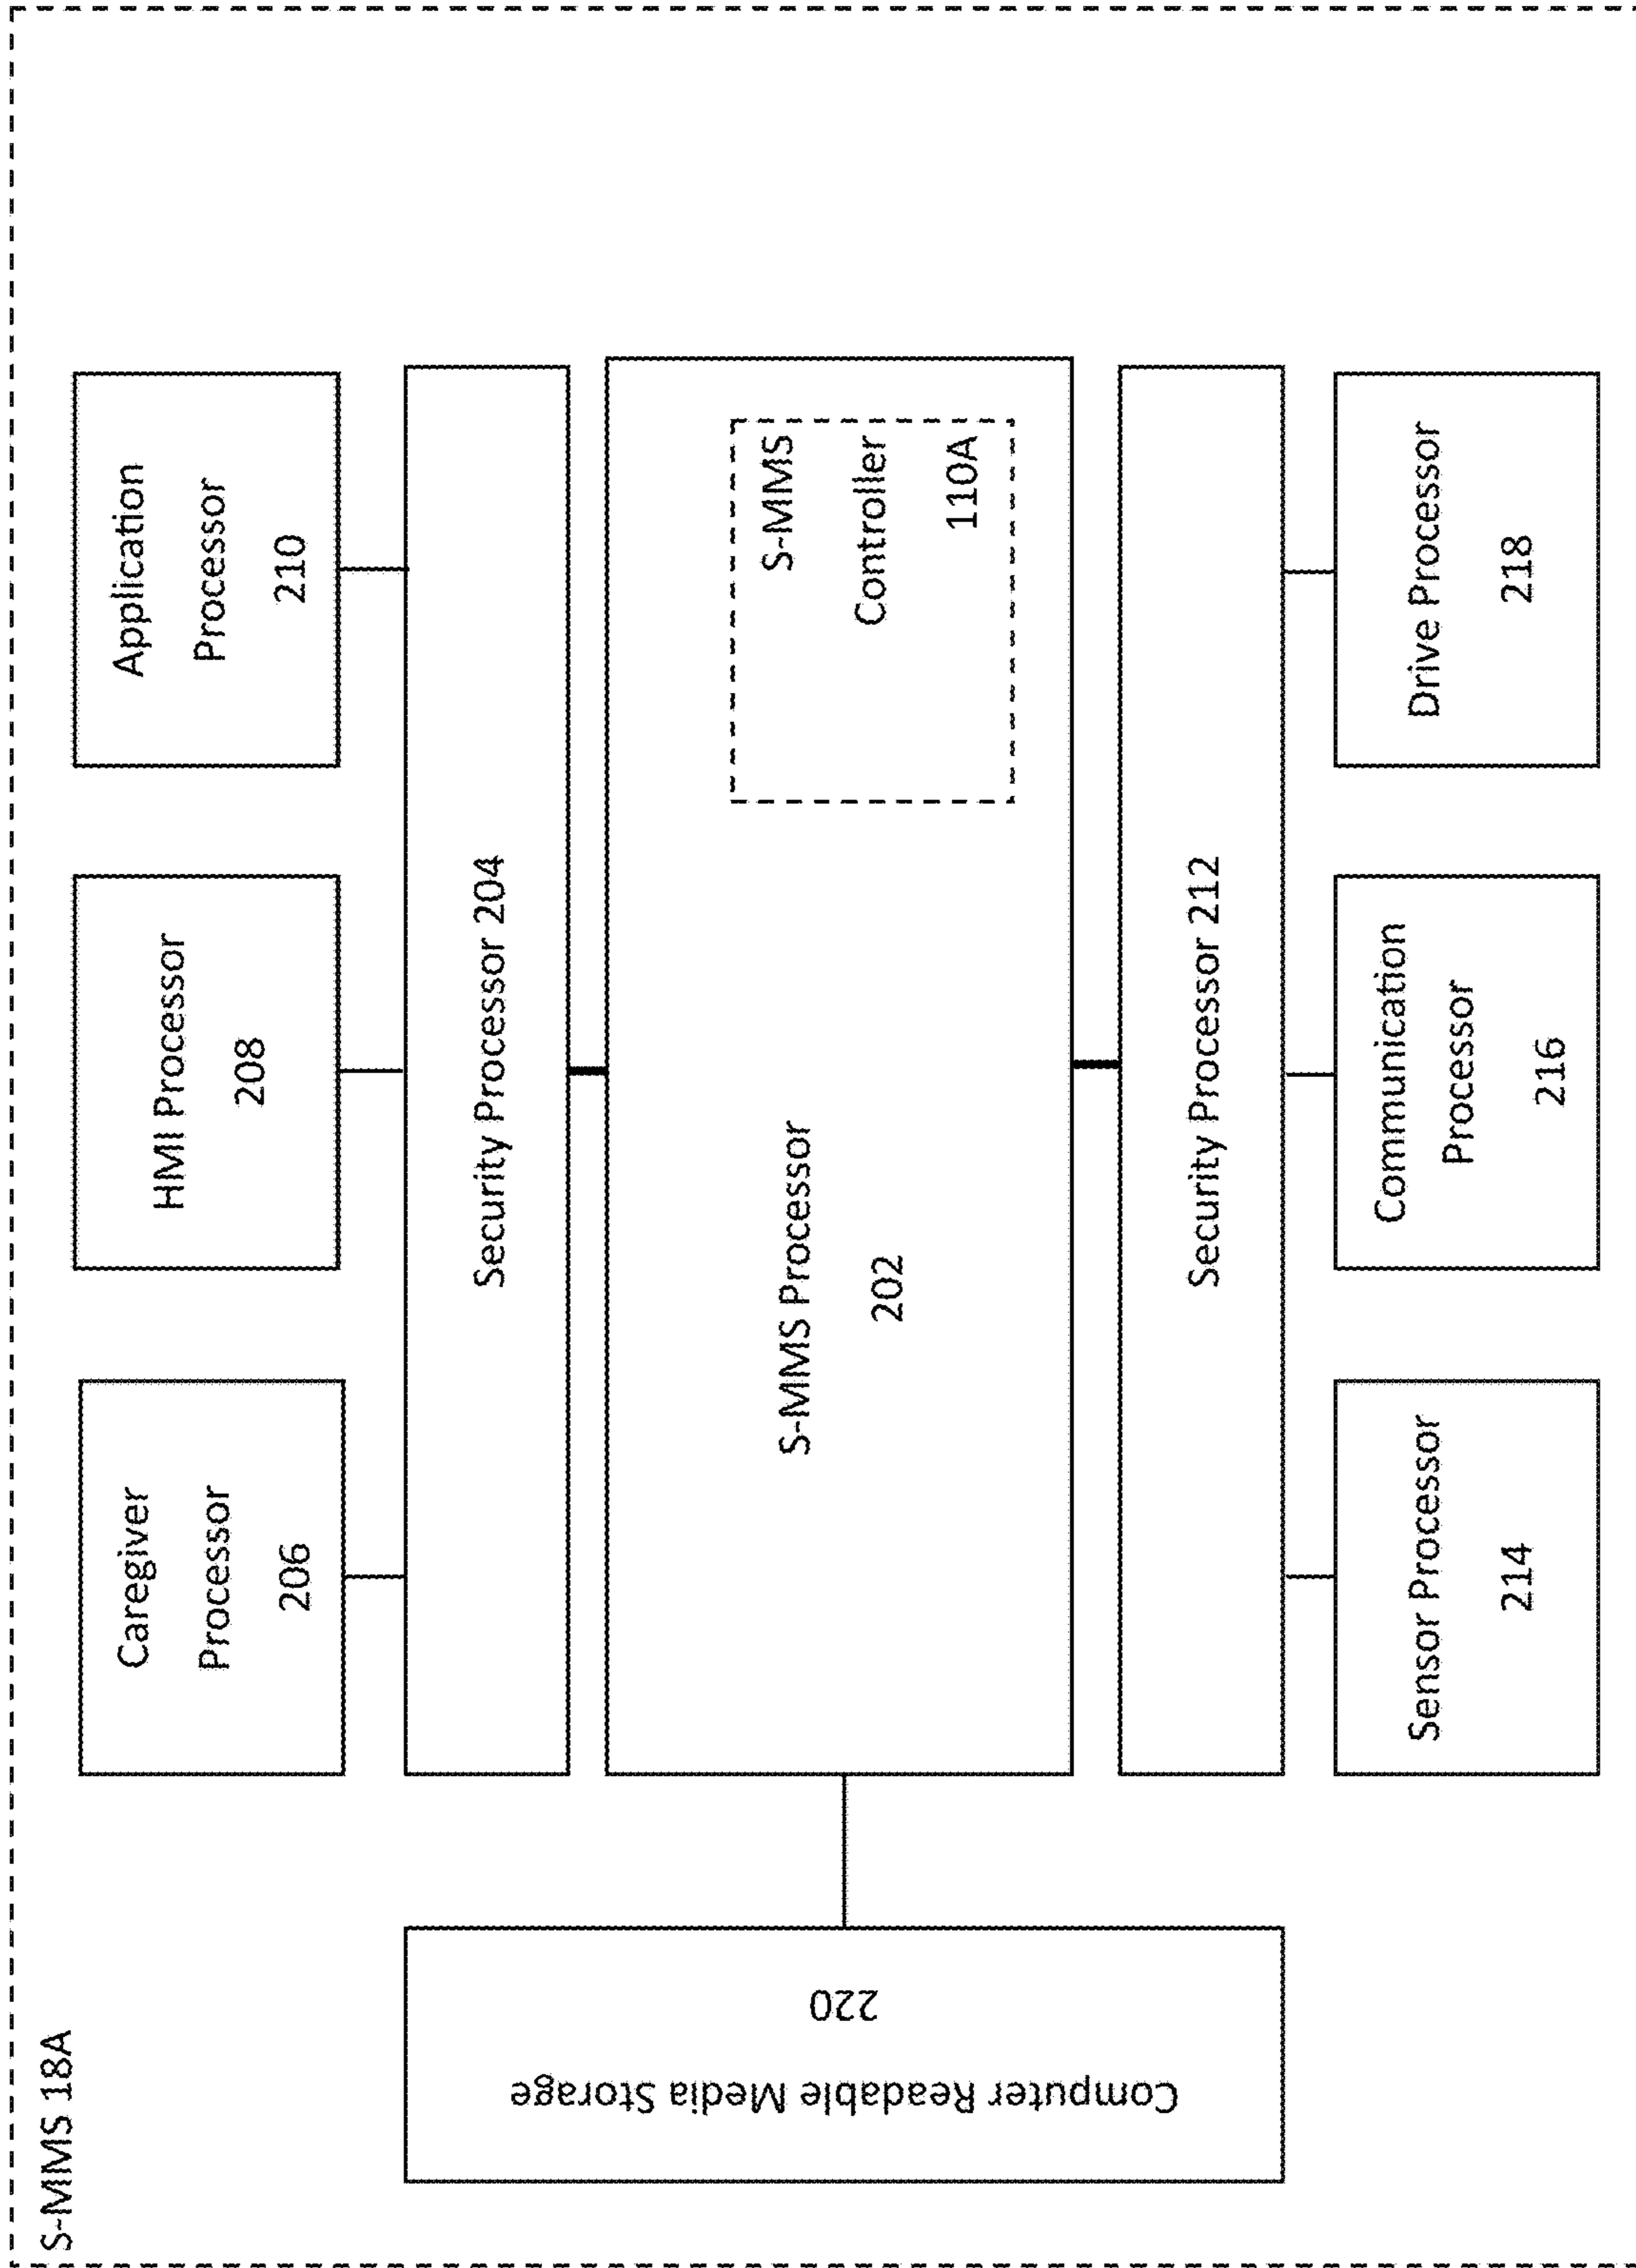 S-MMS 18A
Caregiver
Processor
206
HMI Processor
208
Application
Processor
210
Security Processor 204
Computer Readable Media Storage
220
S-MMS Processor
202
S-MMS
Controller
110A
Security Processor 212
Sensor Processor
214
Communication
Processor
216
Drive Processor
218